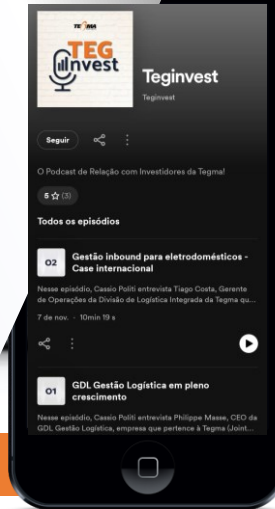 TEGMA
TEG
Invest
Teginvest
Teginvest
Seguir
O Podcast de Relação com Investidores da Tegma!
5 ☆ (3)
Todos os episódios
02
Gestão inbound para eletrodomésticos -
Case internacional
Nesse episódio, Cassio Politi entrevista Tiago Costa, Gerente
de Operações da Divisão de Logística Integrada da Tegma qu...
7 de nov. · 10min 19 s
01
GDL Gestão Logística em pleno
crescimento
Nesse episódio, Cassio Politi entrevista Philippe Masse, CEO da
GDL Gestão Logística, empresa que pertence à Tegma (Joint...